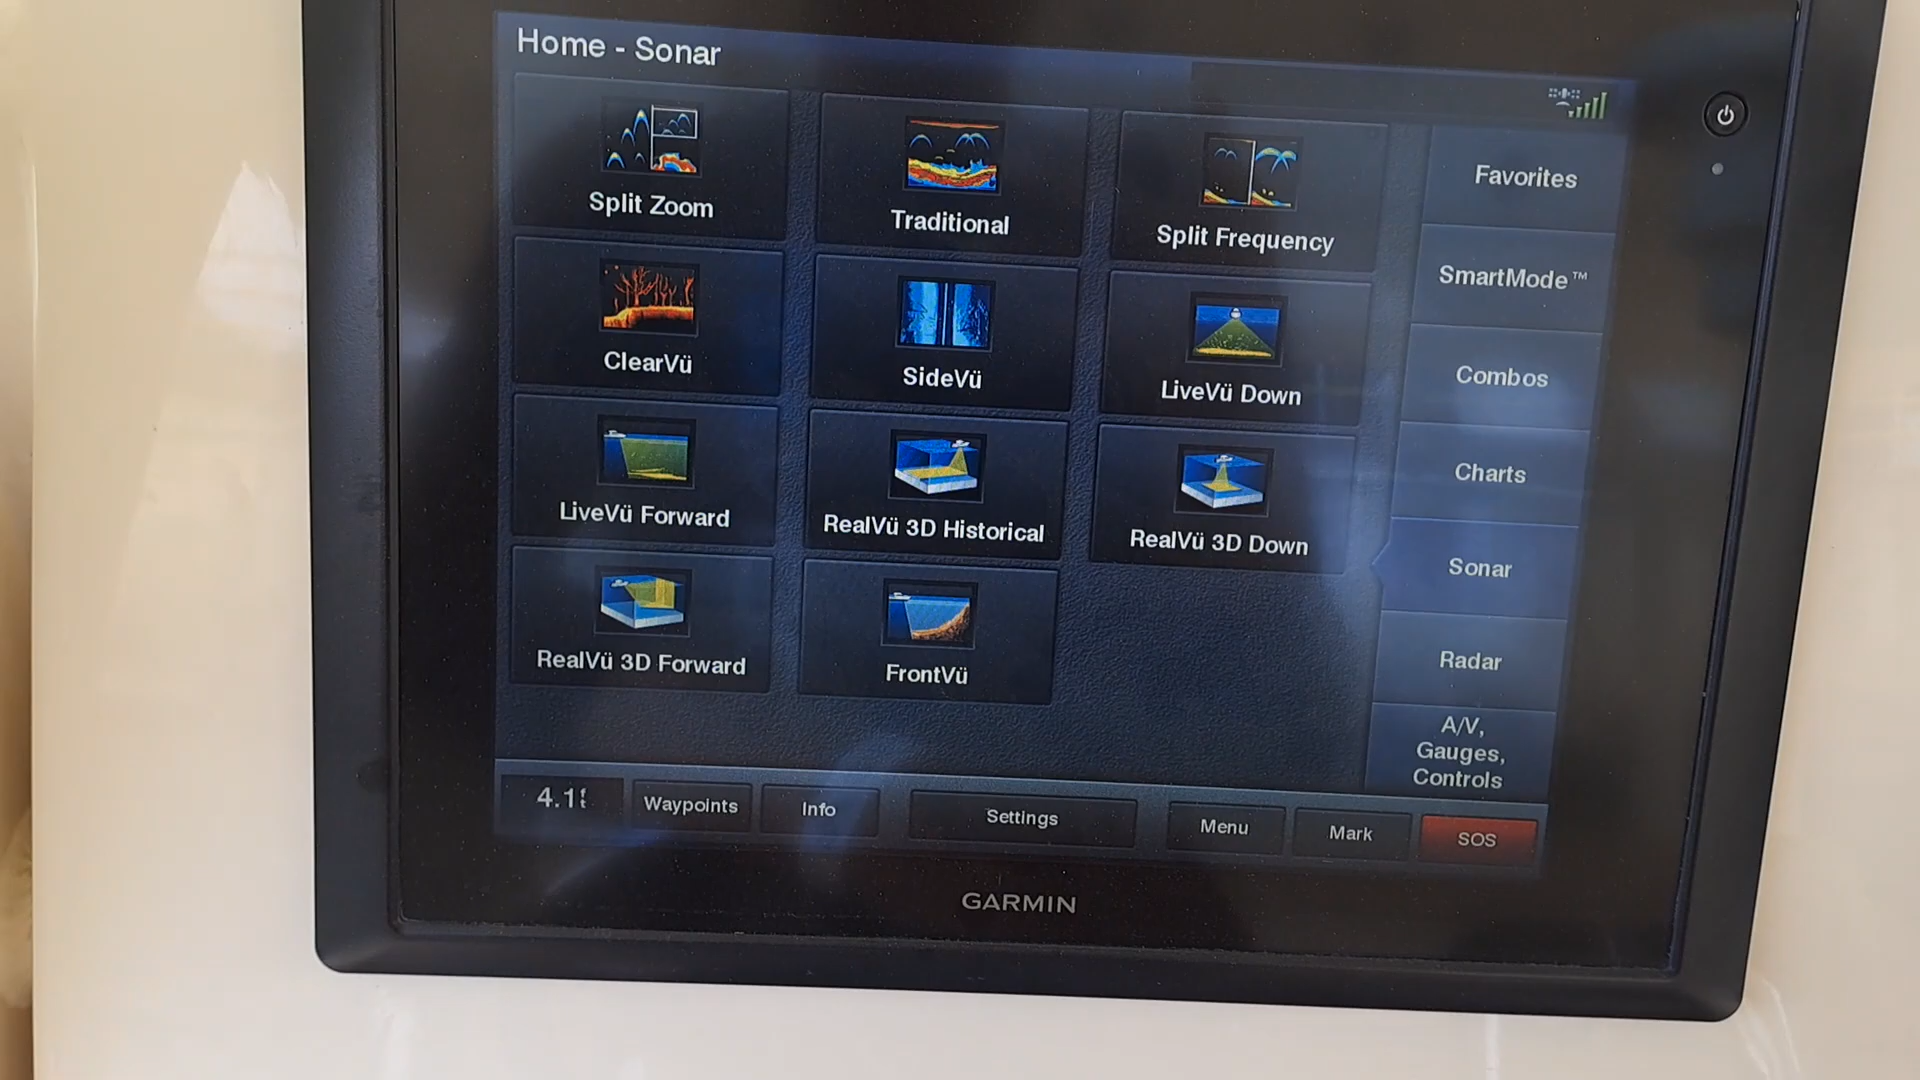 Home - Sonar
Split Zoom
Traditional
Split Frequency
ClearVü
SideVü
LiveVü Down
LiveVü Forward
RealVü 3D Historical
RealVü 3D Down
RealVü 3D Forward
FrontVü
Favorites
SmartMode™
Combos
Charts
Sonar
Radar
A/V,
Gauges,
Controls
4.1
Waypoints
Info
Settings
Menu
Mark
SOS
GARMIN